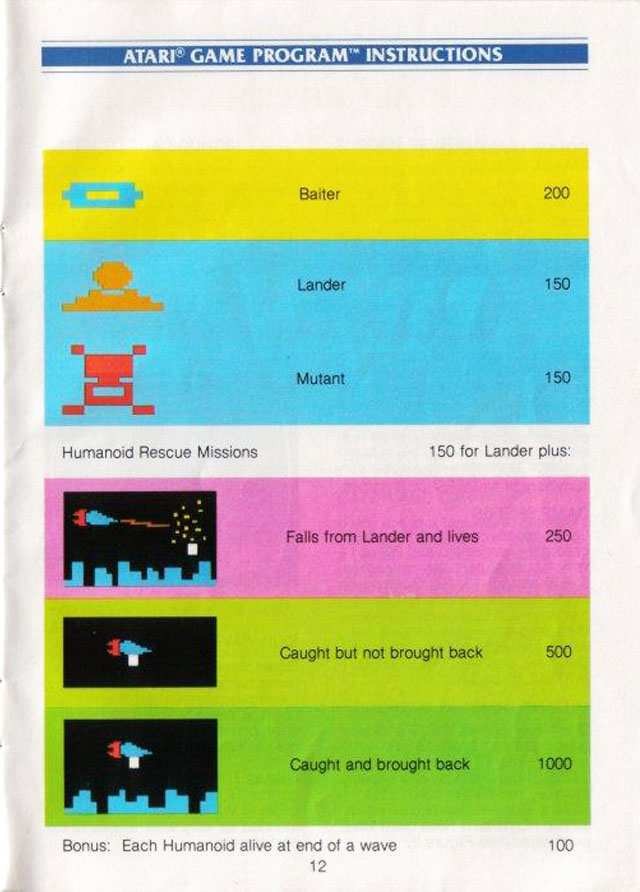 ATARI® GAME PROGRAM™ INSTRUCTIONS
Baiter 200
Lander 150
Mutant 150
Humanoid Rescue Missions 150 for Lander plus:
Falls from Lander and lives 250
Caught but not brought back 500
Caught and brought back 1000
Bonus: Each Humanoid alive at end of a wave 100
12